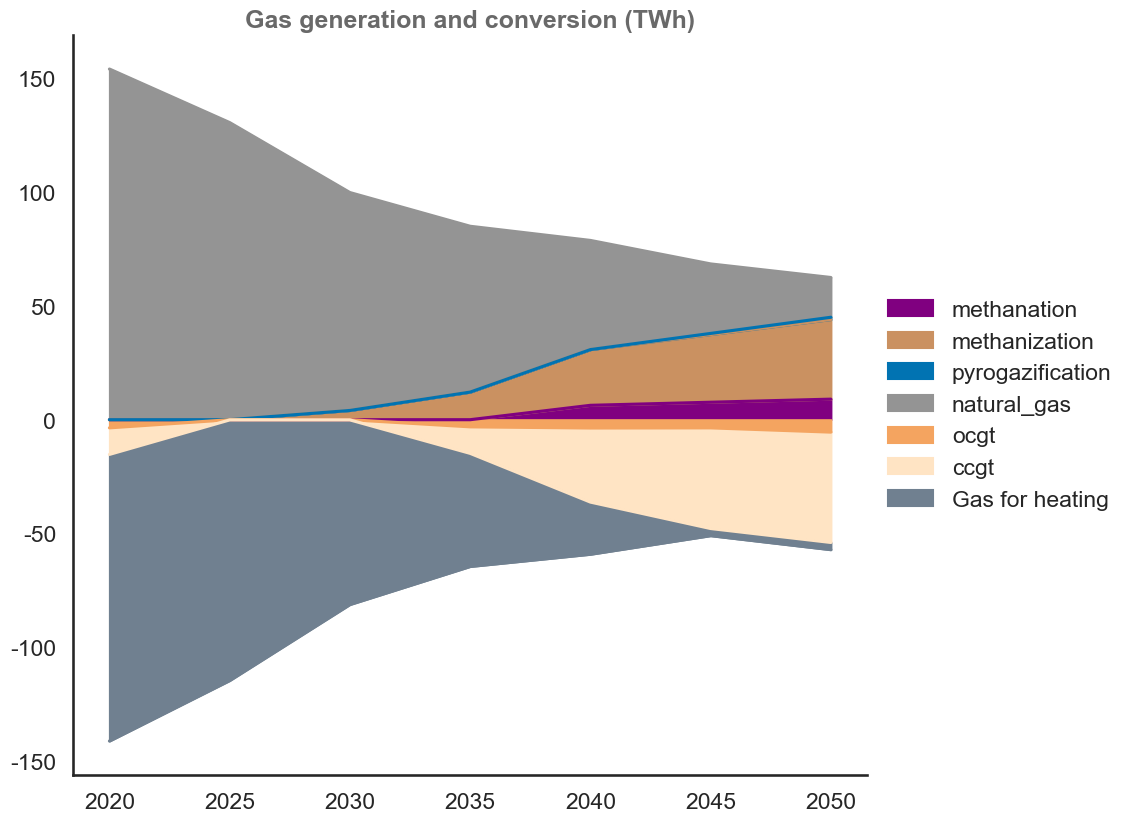 Gas generation and conversion (TWh)
150
100
50
0
-50
-100
-150
2020 2025 2030 2035 2040 2045 2050
methanation
methanization
pyrogazification
natural_gas
ocgt
ccgt
Gas for heating